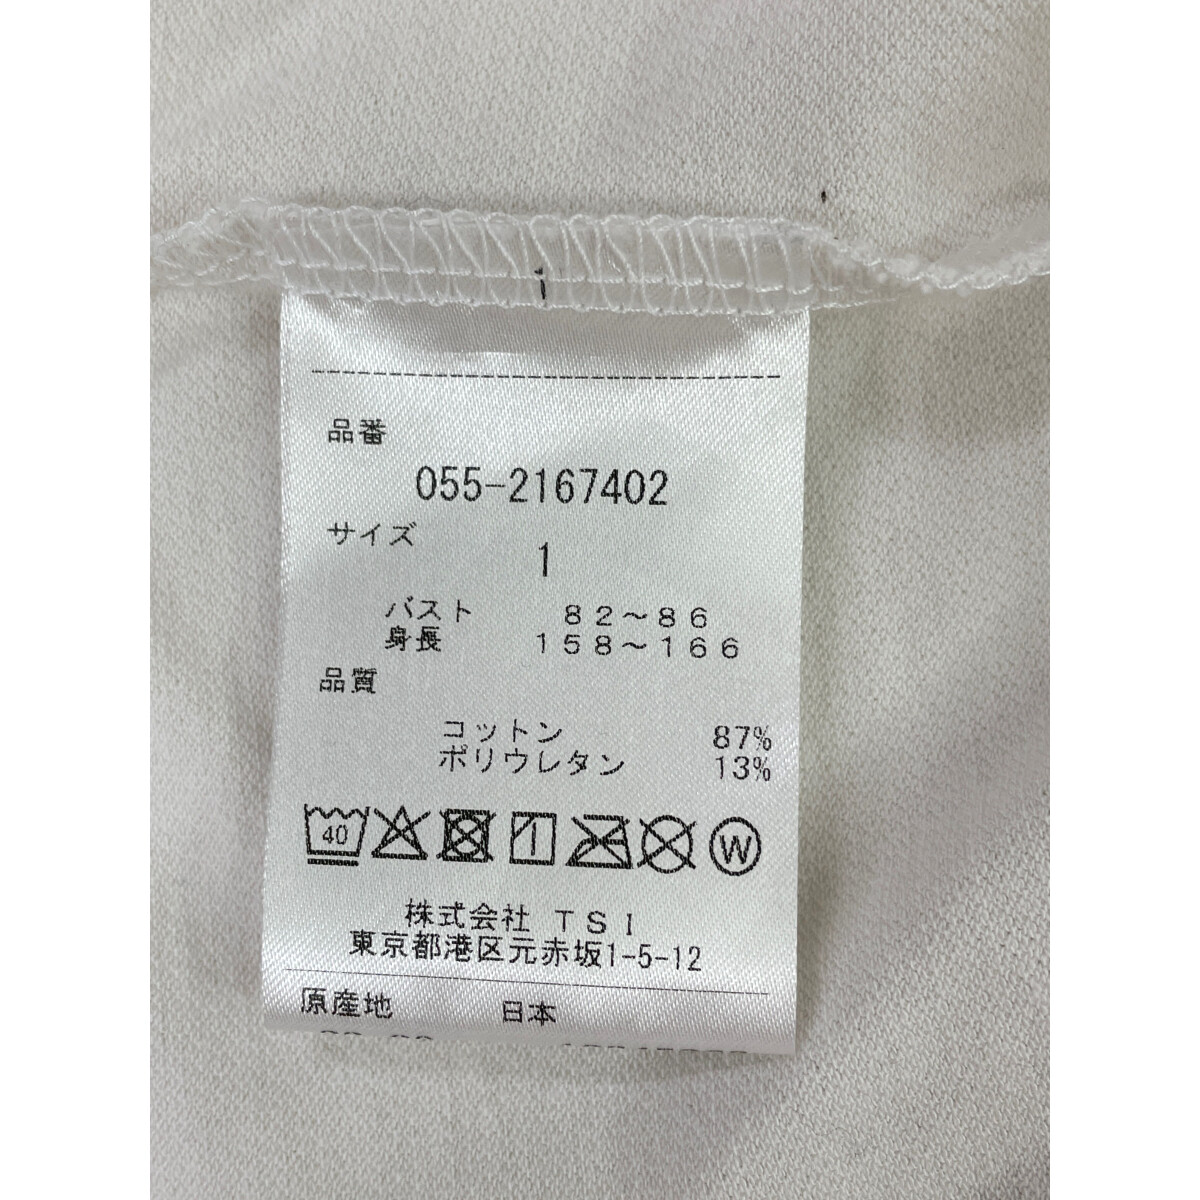 品番
055-2167402
サイズ
1
バスト 82～86
身長 158～166
品質
コットン 87%
ポリウレタン 13%
40 W
株式会社 TSI
東京都港区元赤坂1-5-12
原産地 日本